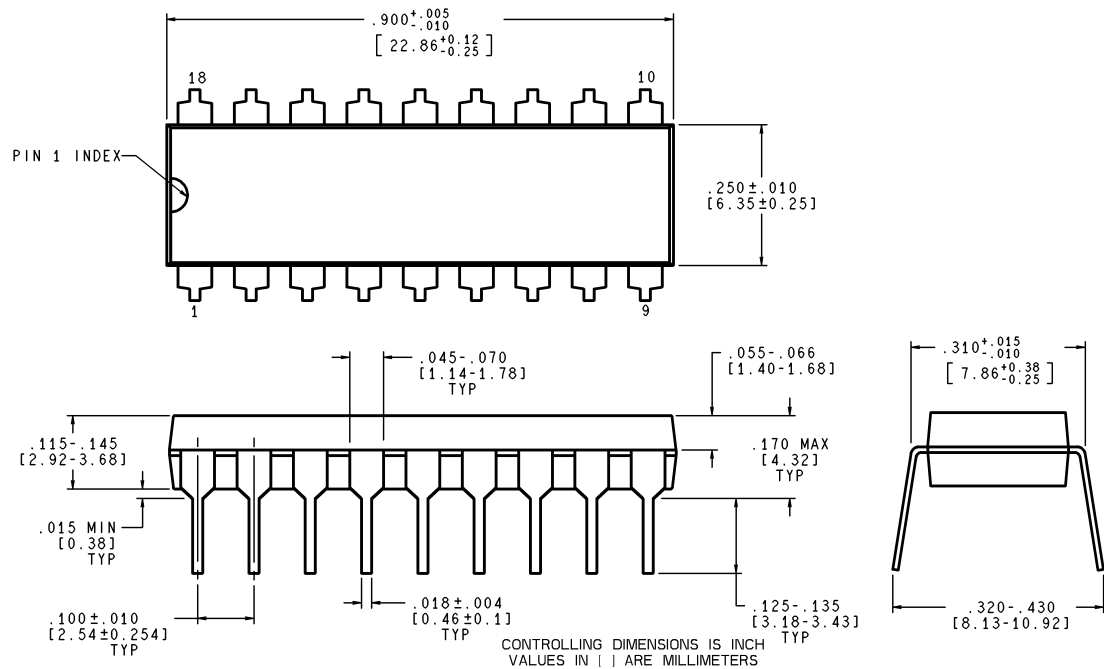 .900+.005
-.010
[ 22.86+0.12
-0.25 ]
18
10
PIN 1 INDEX
.250±.010
[6.35±0.25]
1
9
.045-.070
[1.14-1.78]
TYP
.055-.066
[1.40-1.68]
.310+.015
-.010
[ 7.86+0.38
-0.25 ]
.115-.145
[2.92-3.68]
.170 MAX
[4.32]
TYP
.015 MIN
[0.38]
TYP
.100±.010
[2.54±0.254]
TYP
.018±.004
[0.46±0.1]
TYP
.125-.135
[3.18-3.43]
TYP
.320-.430
[8.13-10.92]
CONTROLLING DIMENSIONS IS INCH
VALUES IN [ ] ARE MILLIMETERS